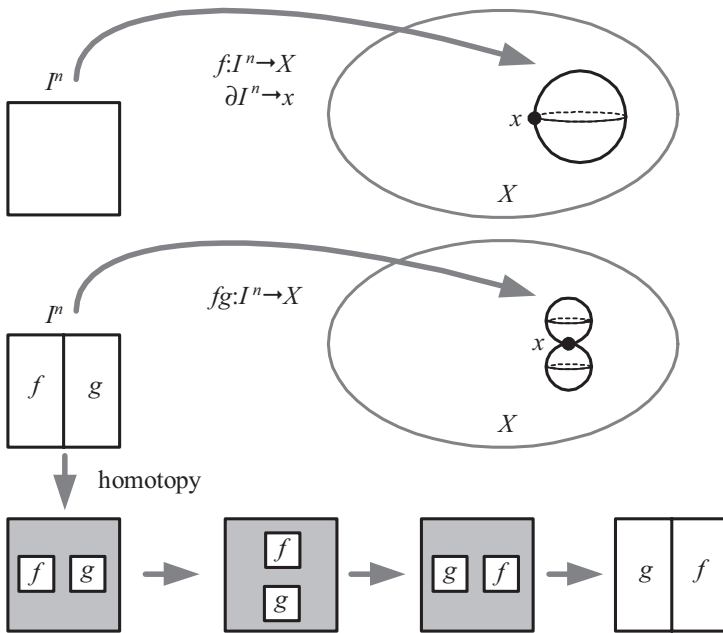 Iⁿ
f:Iⁿ→X
∂Iⁿ→x
x
X
Iⁿ
fg:Iⁿ→X
x
X
f g
homotopy
f g
f
g
g f
g f